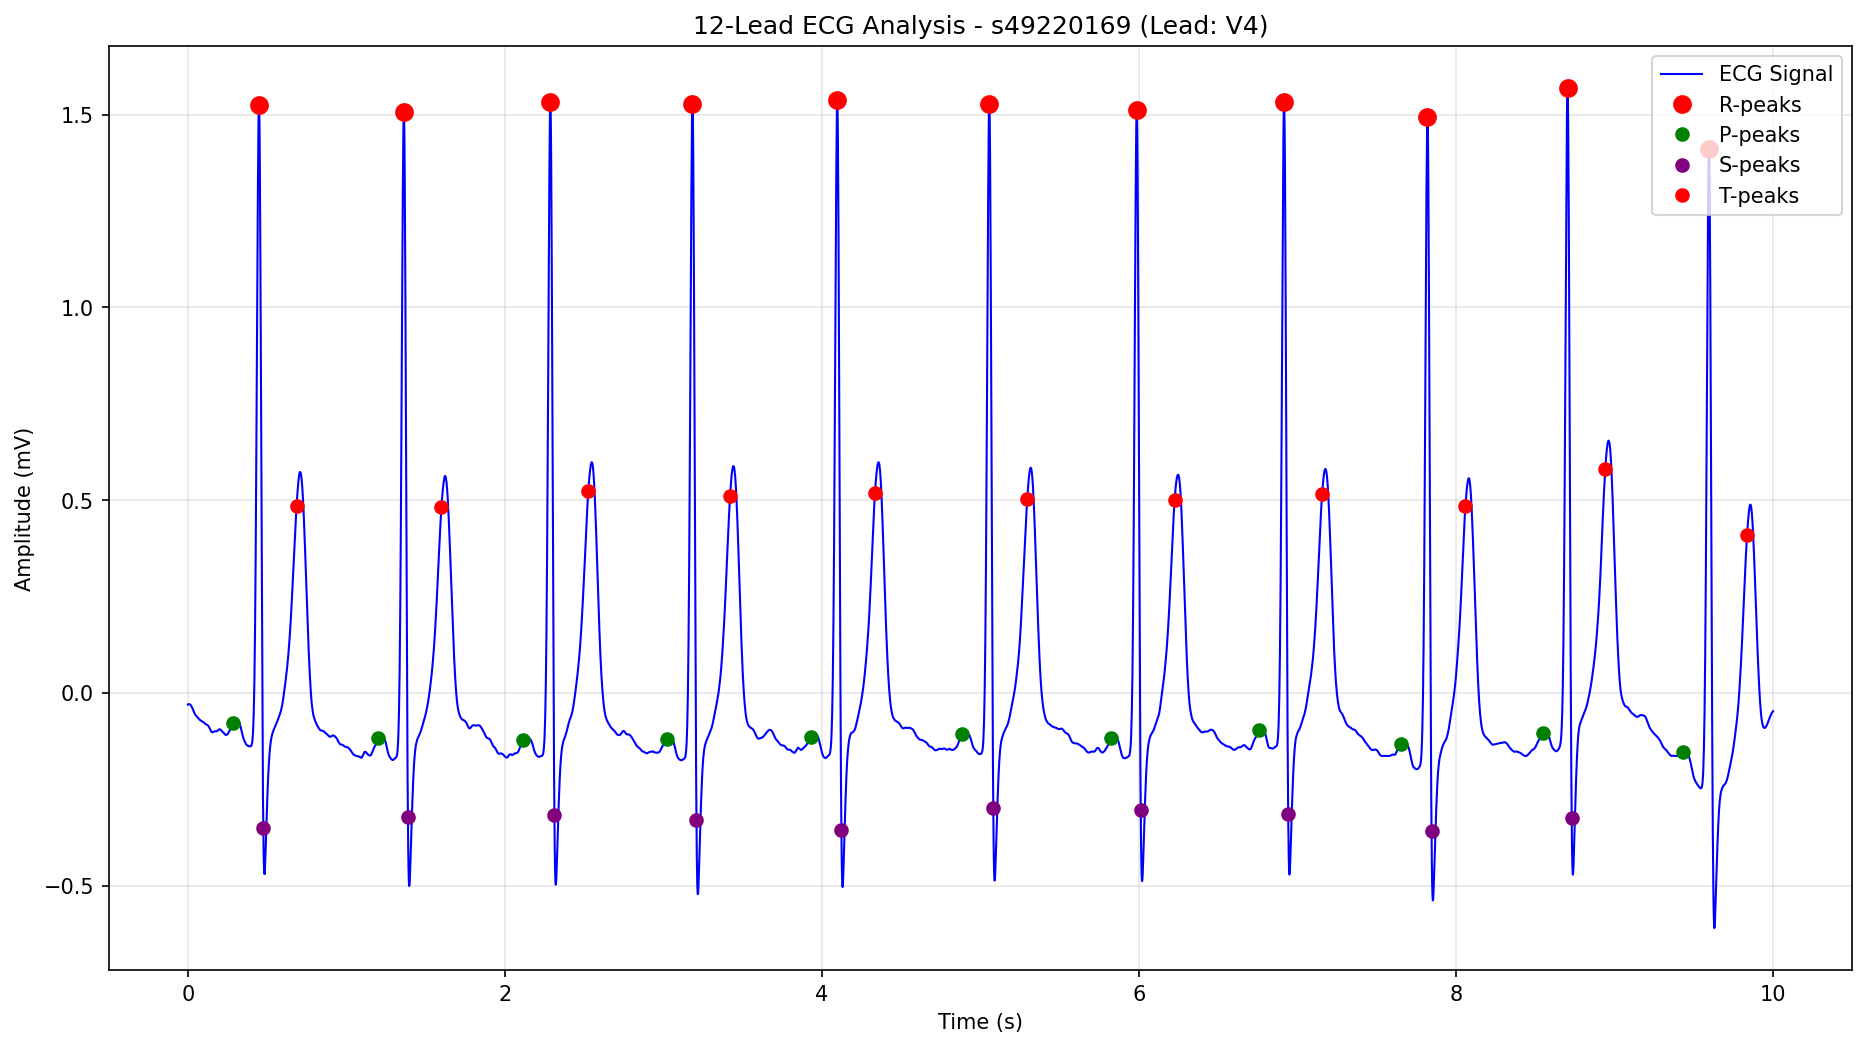 12-Lead ECG Analysis - s49220169 (Lead: V4)
ECG Signal
R-peaks
P-peaks
S-peaks
T-peaks
Amplitude (mV)
1.5
1.0
0.5
0.0
−0.5
0 2 4 6 8 10
Time (s)